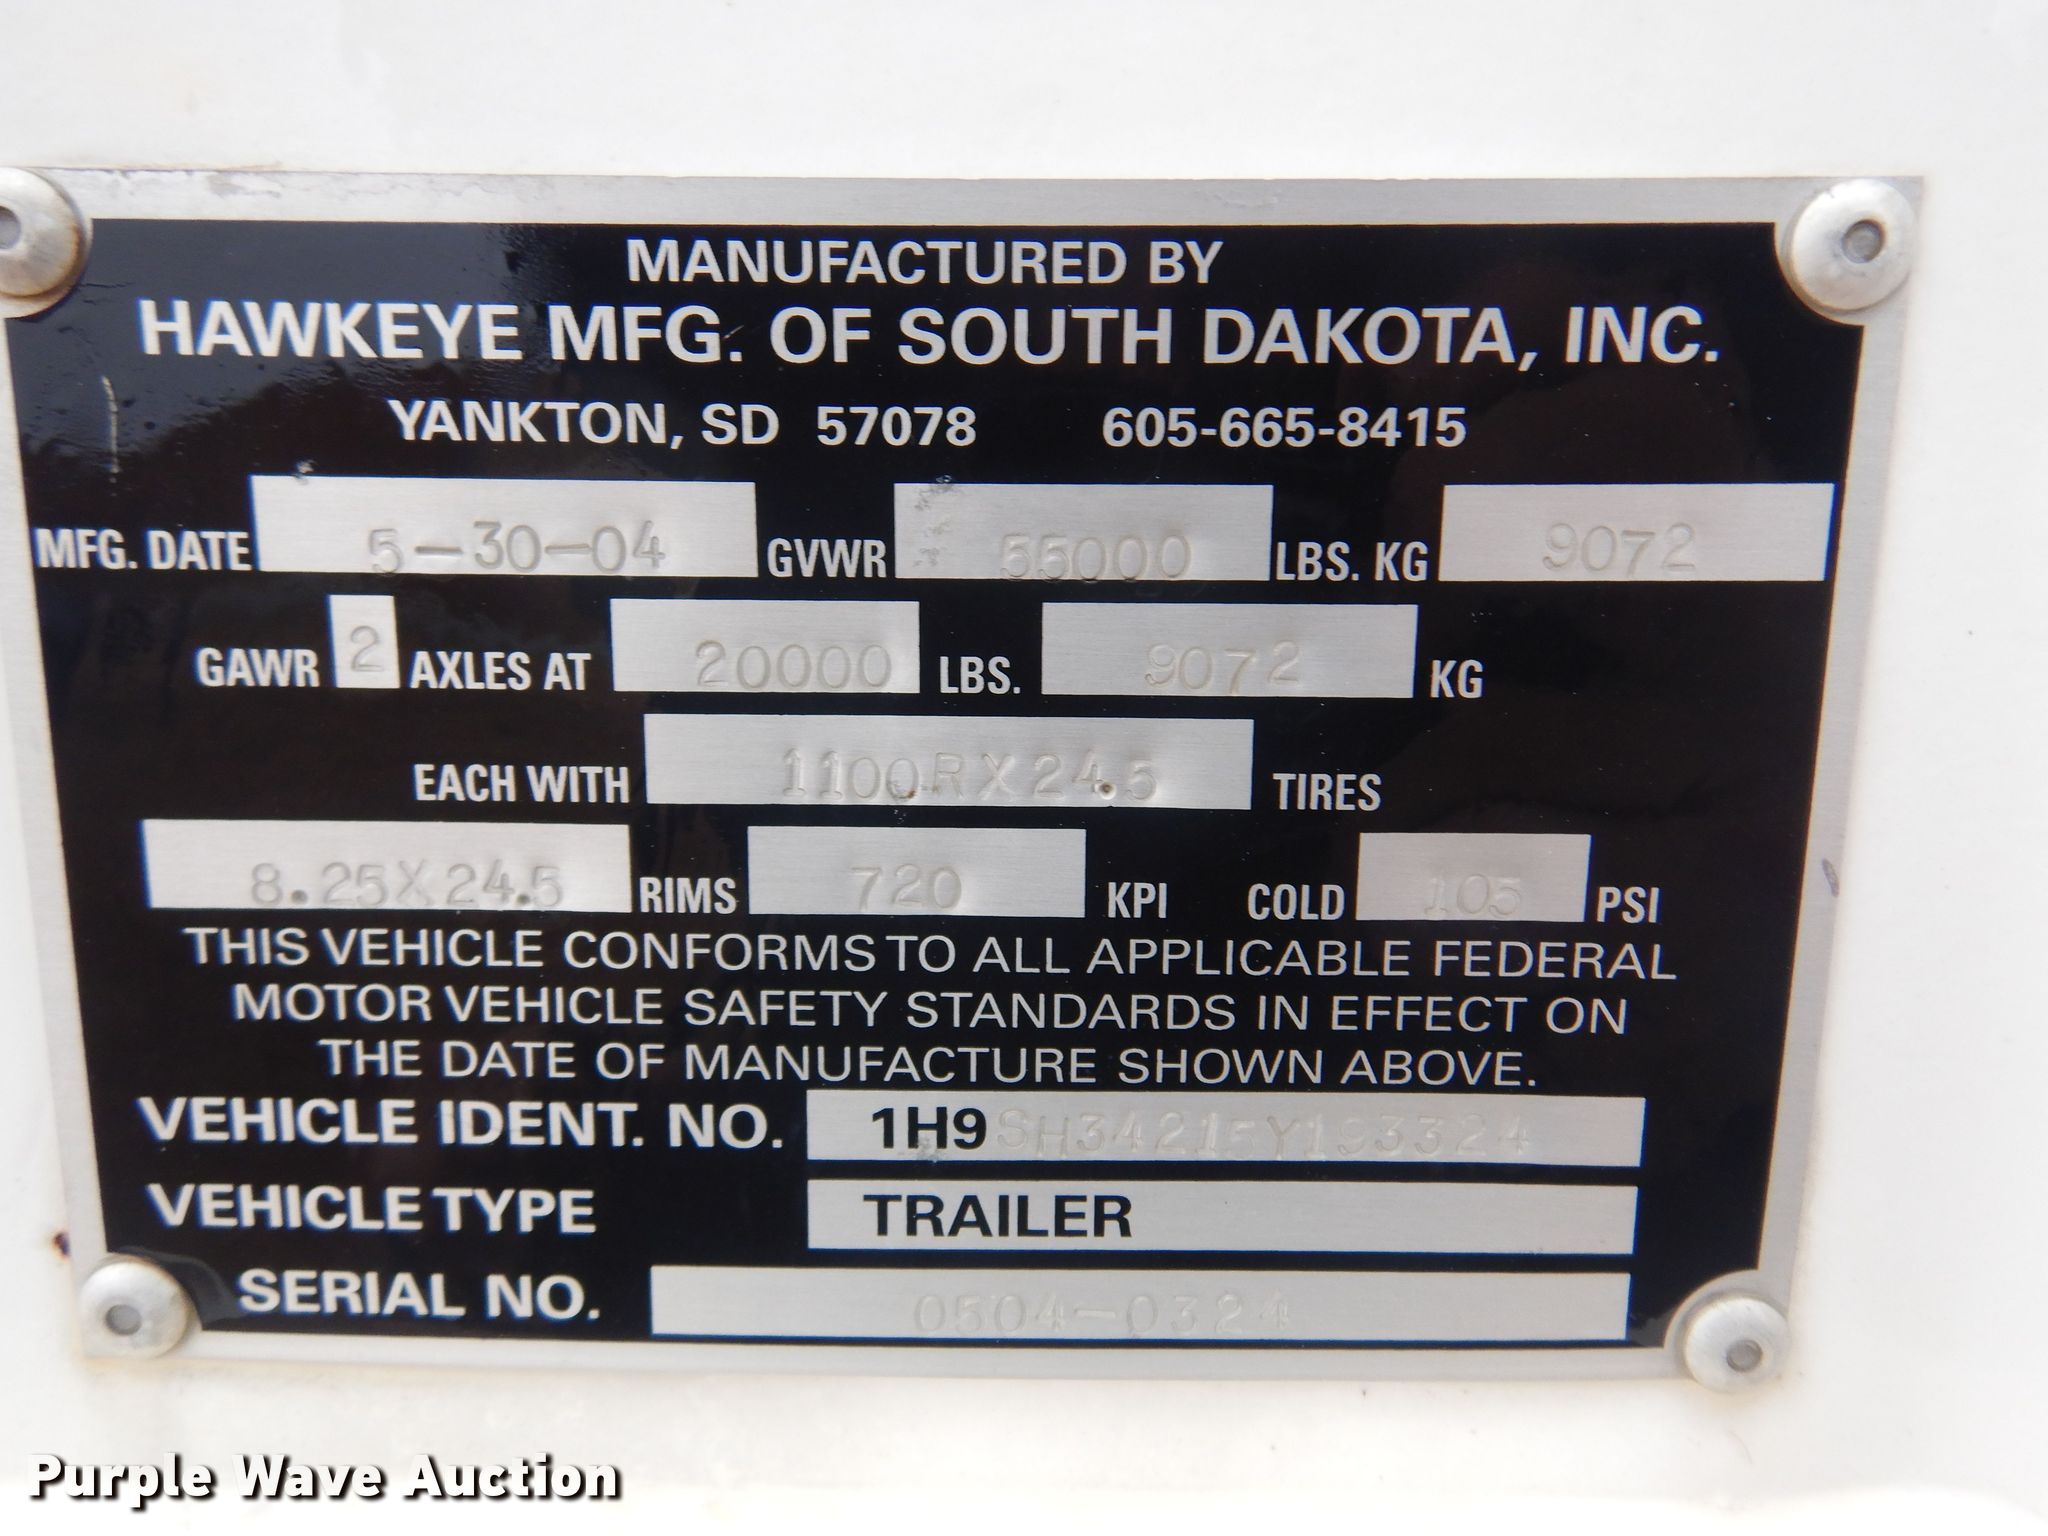 MANUFACTURED BY
HAWKEYE MFG. OF SOUTH DAKOTA, INC.
YANKTON, SD 57078 605-665-8415
MFG. DATE 5-30-04 GVWR 55000 LBS. KG 9072
GAWR 2 AXLES AT 20000 LBS. 9072 KG
EACH WITH 1100RX24.5 TIRES
8.25X24.5 RIMS 720 KPI COLD 105 PSI
THIS VEHICLE CONFORMS TO ALL APPLICABLE FEDERAL
MOTOR VEHICLE SAFETY STANDARDS IN EFFECT ON
THE DATE OF MANUFACTURE SHOWN ABOVE.
VEHICLE IDENT. NO. 1H9SH34215Y193324
VEHICLE TYPE TRAILER
SERIAL NO. 0504-0324
Purple Wave Auction